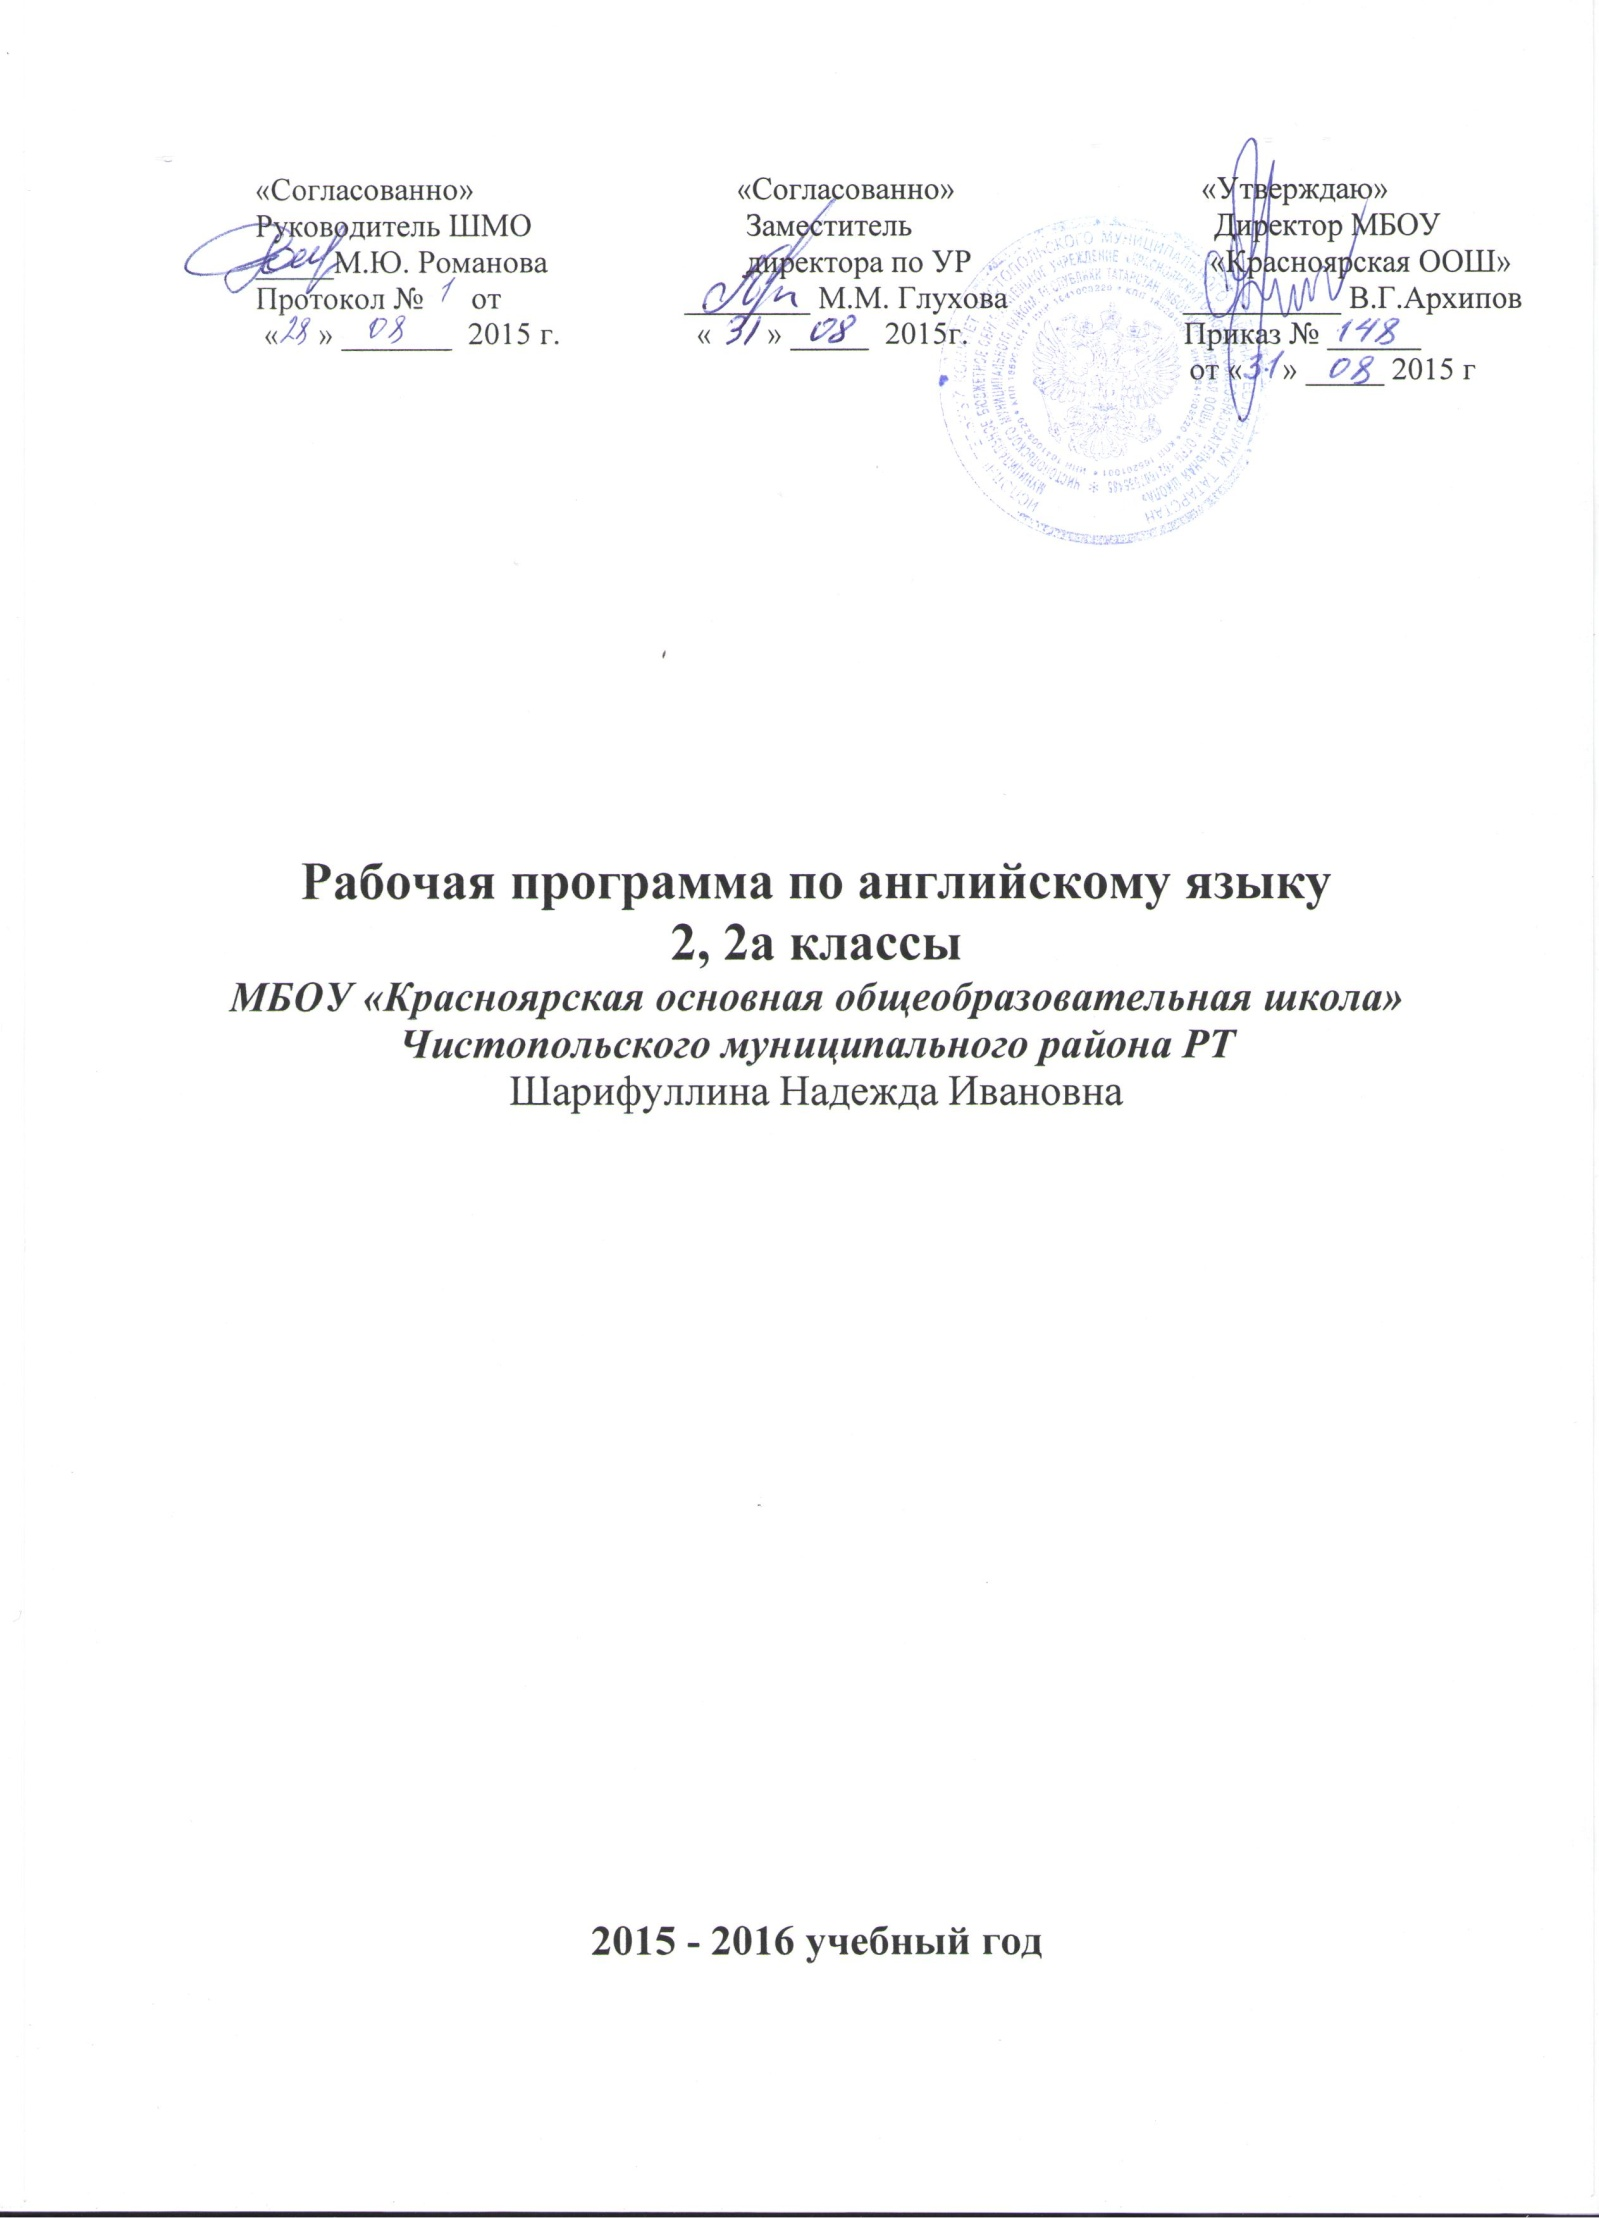 «Согласованно»
Руководитель ШМО
_____М.Ю. Романова
Протокол № 1 от
«28» 08 2015 г.
«Согласованно»
Заместитель
директора по УР
________ М.М. Глухова
« 31 » 08 2015г.
«Утверждаю»
Директор МБОУ
«Красноярская ООШ»
__________ В.Г.Архипов
Приказ № 148
от «31» 08 2015 г
Рабочая программа по английскому языку
2, 2а классы
МБОУ «Красноярская основная общеобразовательная школа»
Чистопольского муниципального района РТ
Шарифуллина Надежда Ивановна
2015 - 2016 учебный год